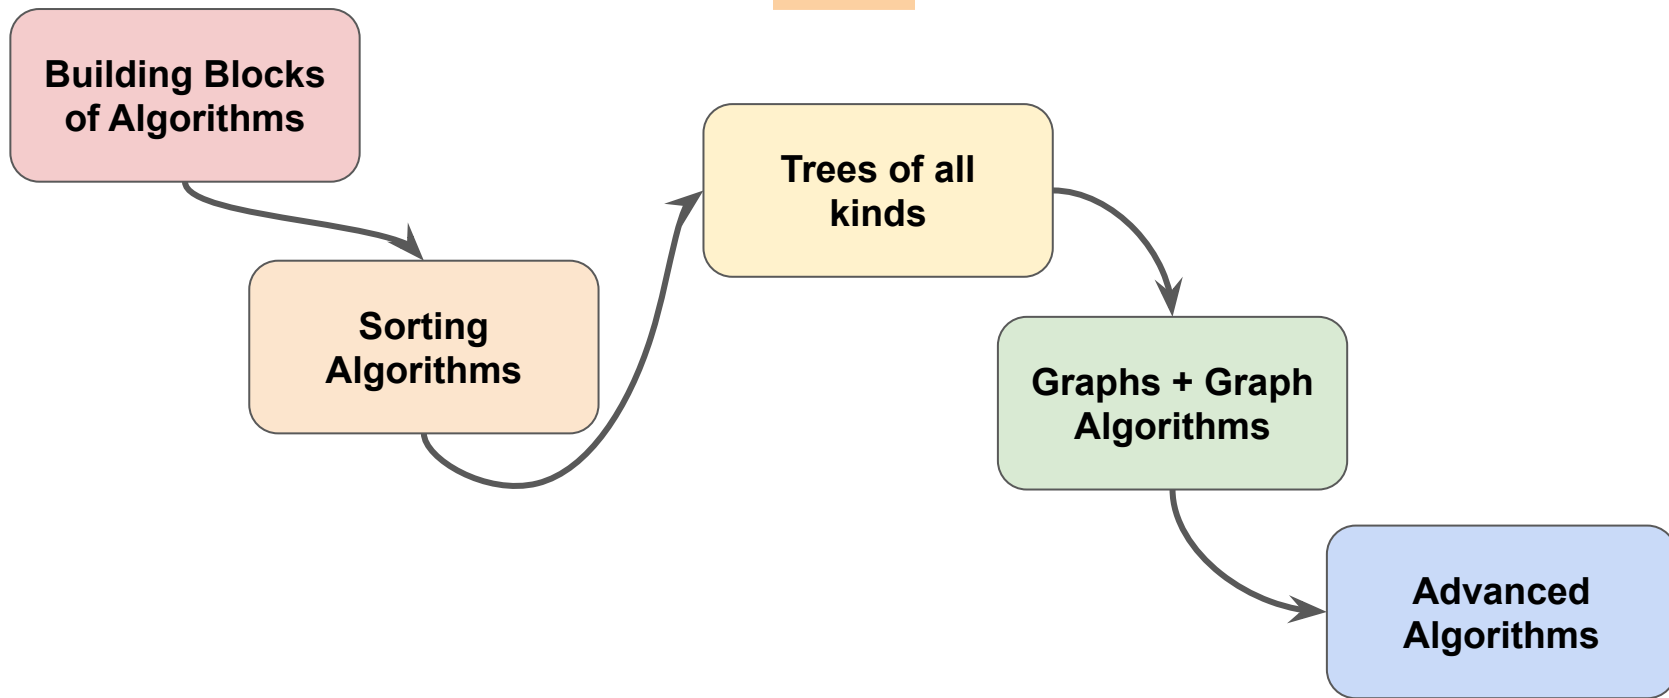 Building Blocks
of Algorithms
Sorting
Algorithms
Trees of all
kinds
Graphs + Graph
Algorithms
Advanced
Algorithms